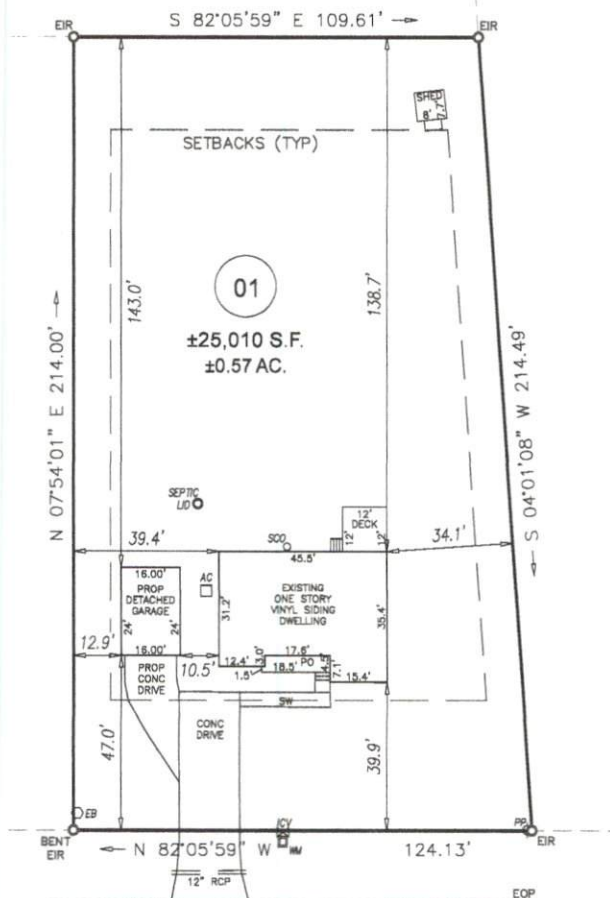 S 82°05'59" E 109.61'
EIR
EIR
SHED
8'
7.7'
SETBACKS (TYP)
143.0'
138.7'
01
±25,010 S.F.
±0.57 AC.
N 07°54'01" E 214.00'
S 04°01'08" W 214.49'
SEPTIC
LID
12'
DECK
12'
12'
39.4'
SCO
34.1'
45.5'
16.00'
AC
PROP
DETACHED
GARAGE
24'
24'
31.2'
EXISTING
ONE STORY
VINYL SIDING
DWELLING
35.4'
12.9'
16.00'
10.5'
12.4'
3.0'
17.6'
PO
4.5'
1.5'
18.5'
7.1'
15.4'
PROP
CONC
DRIVE
SW
47.0'
CONC
DRIVE
39.9'
EB
ICV
PP
BENT
EIR
N 82°05'59" W
WM
124.13'
EIR
12" RCP
EOP